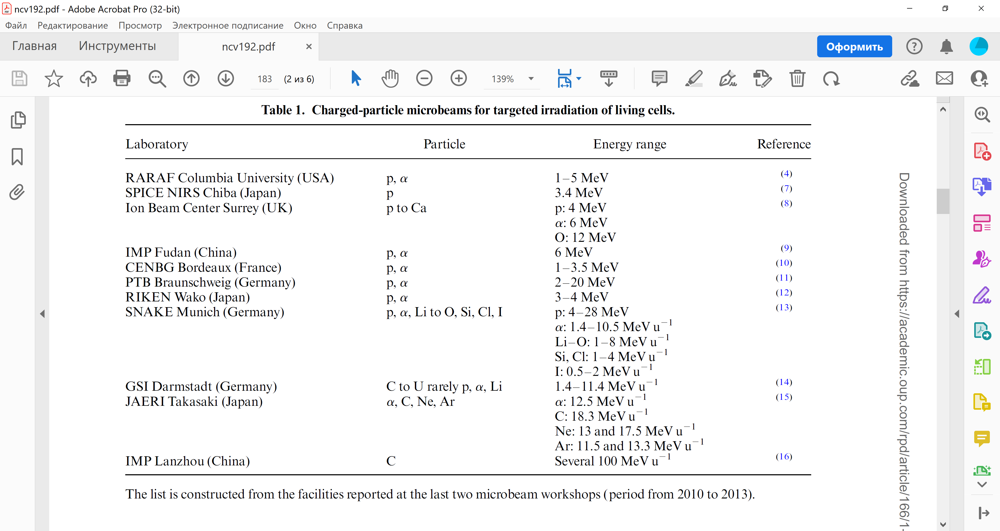 ncv192.pdf - Adobe Acrobat Pro (32-bit)
Файл Редактирование Просмотр Электронное подписание Окно Справка
Главная Инструменты ncv192.pdf × Оформить
183 (2 из 6) 139%
Table 1. Charged-particle microbeams for targeted irradiation of living cells.
Laboratory Particle Energy range Reference
RARAF Columbia University (USA) p, α 1–5 MeV (4)
SPICE NIRS Chiba (Japan) p 3.4 MeV (7)
Ion Beam Center Surrey (UK) p to Ca p: 4 MeV (8)
α: 6 MeV
O: 12 MeV
IMP Fudan (China) p, α 6 MeV (9)
CENBG Bordeaux (France) p, α 1–3.5 MeV (10)
PTB Braunschweig (Germany) p, α 2–20 MeV (11)
RIKEN Wako (Japan) p, α 3–4 MeV (12)
SNAKE Munich (Germany) p, α, Li to O, Si, Cl, I p: 4–28 MeV (13)
α: 1.4–10.5 MeV u⁻¹
Li–O: 1–8 MeV u⁻¹
Si, Cl: 1–4 MeV u⁻¹
I: 0.5–2 MeV u⁻¹
GSI Darmstadt (Germany) C to U rarely p, α, Li 1.4–11.4 MeV u⁻¹ (14)
JAERI Takasaki (Japan) α, C, Ne, Ar α: 12.5 MeV u⁻¹ (15)
C: 18.3 MeV u⁻¹
Ne: 13 and 17.5 MeV u⁻¹
Ar: 11.5 and 13.3 MeV u⁻¹
IMP Lanzhou (China) C Several 100 MeV u⁻¹ (16)
The list is constructed from the facilities reported at the last two microbeam workshops (period from 2010 to 2013).
Downloaded from https://academic.oup.com/rpd/article/166/1-